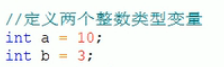 //定义两个整数类型变量
int a = 10;
int b = 3;